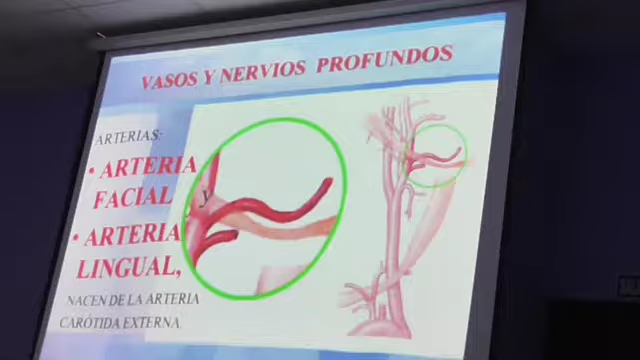 VASOS Y NERVIOS PROFUNDOS
ARTERIAS:
• ARTERIA
FACIAL y
• ARTERIA
LINGUAL,
NACEN DE LA ARTERIA
CARÓTIDA EXTERNA.